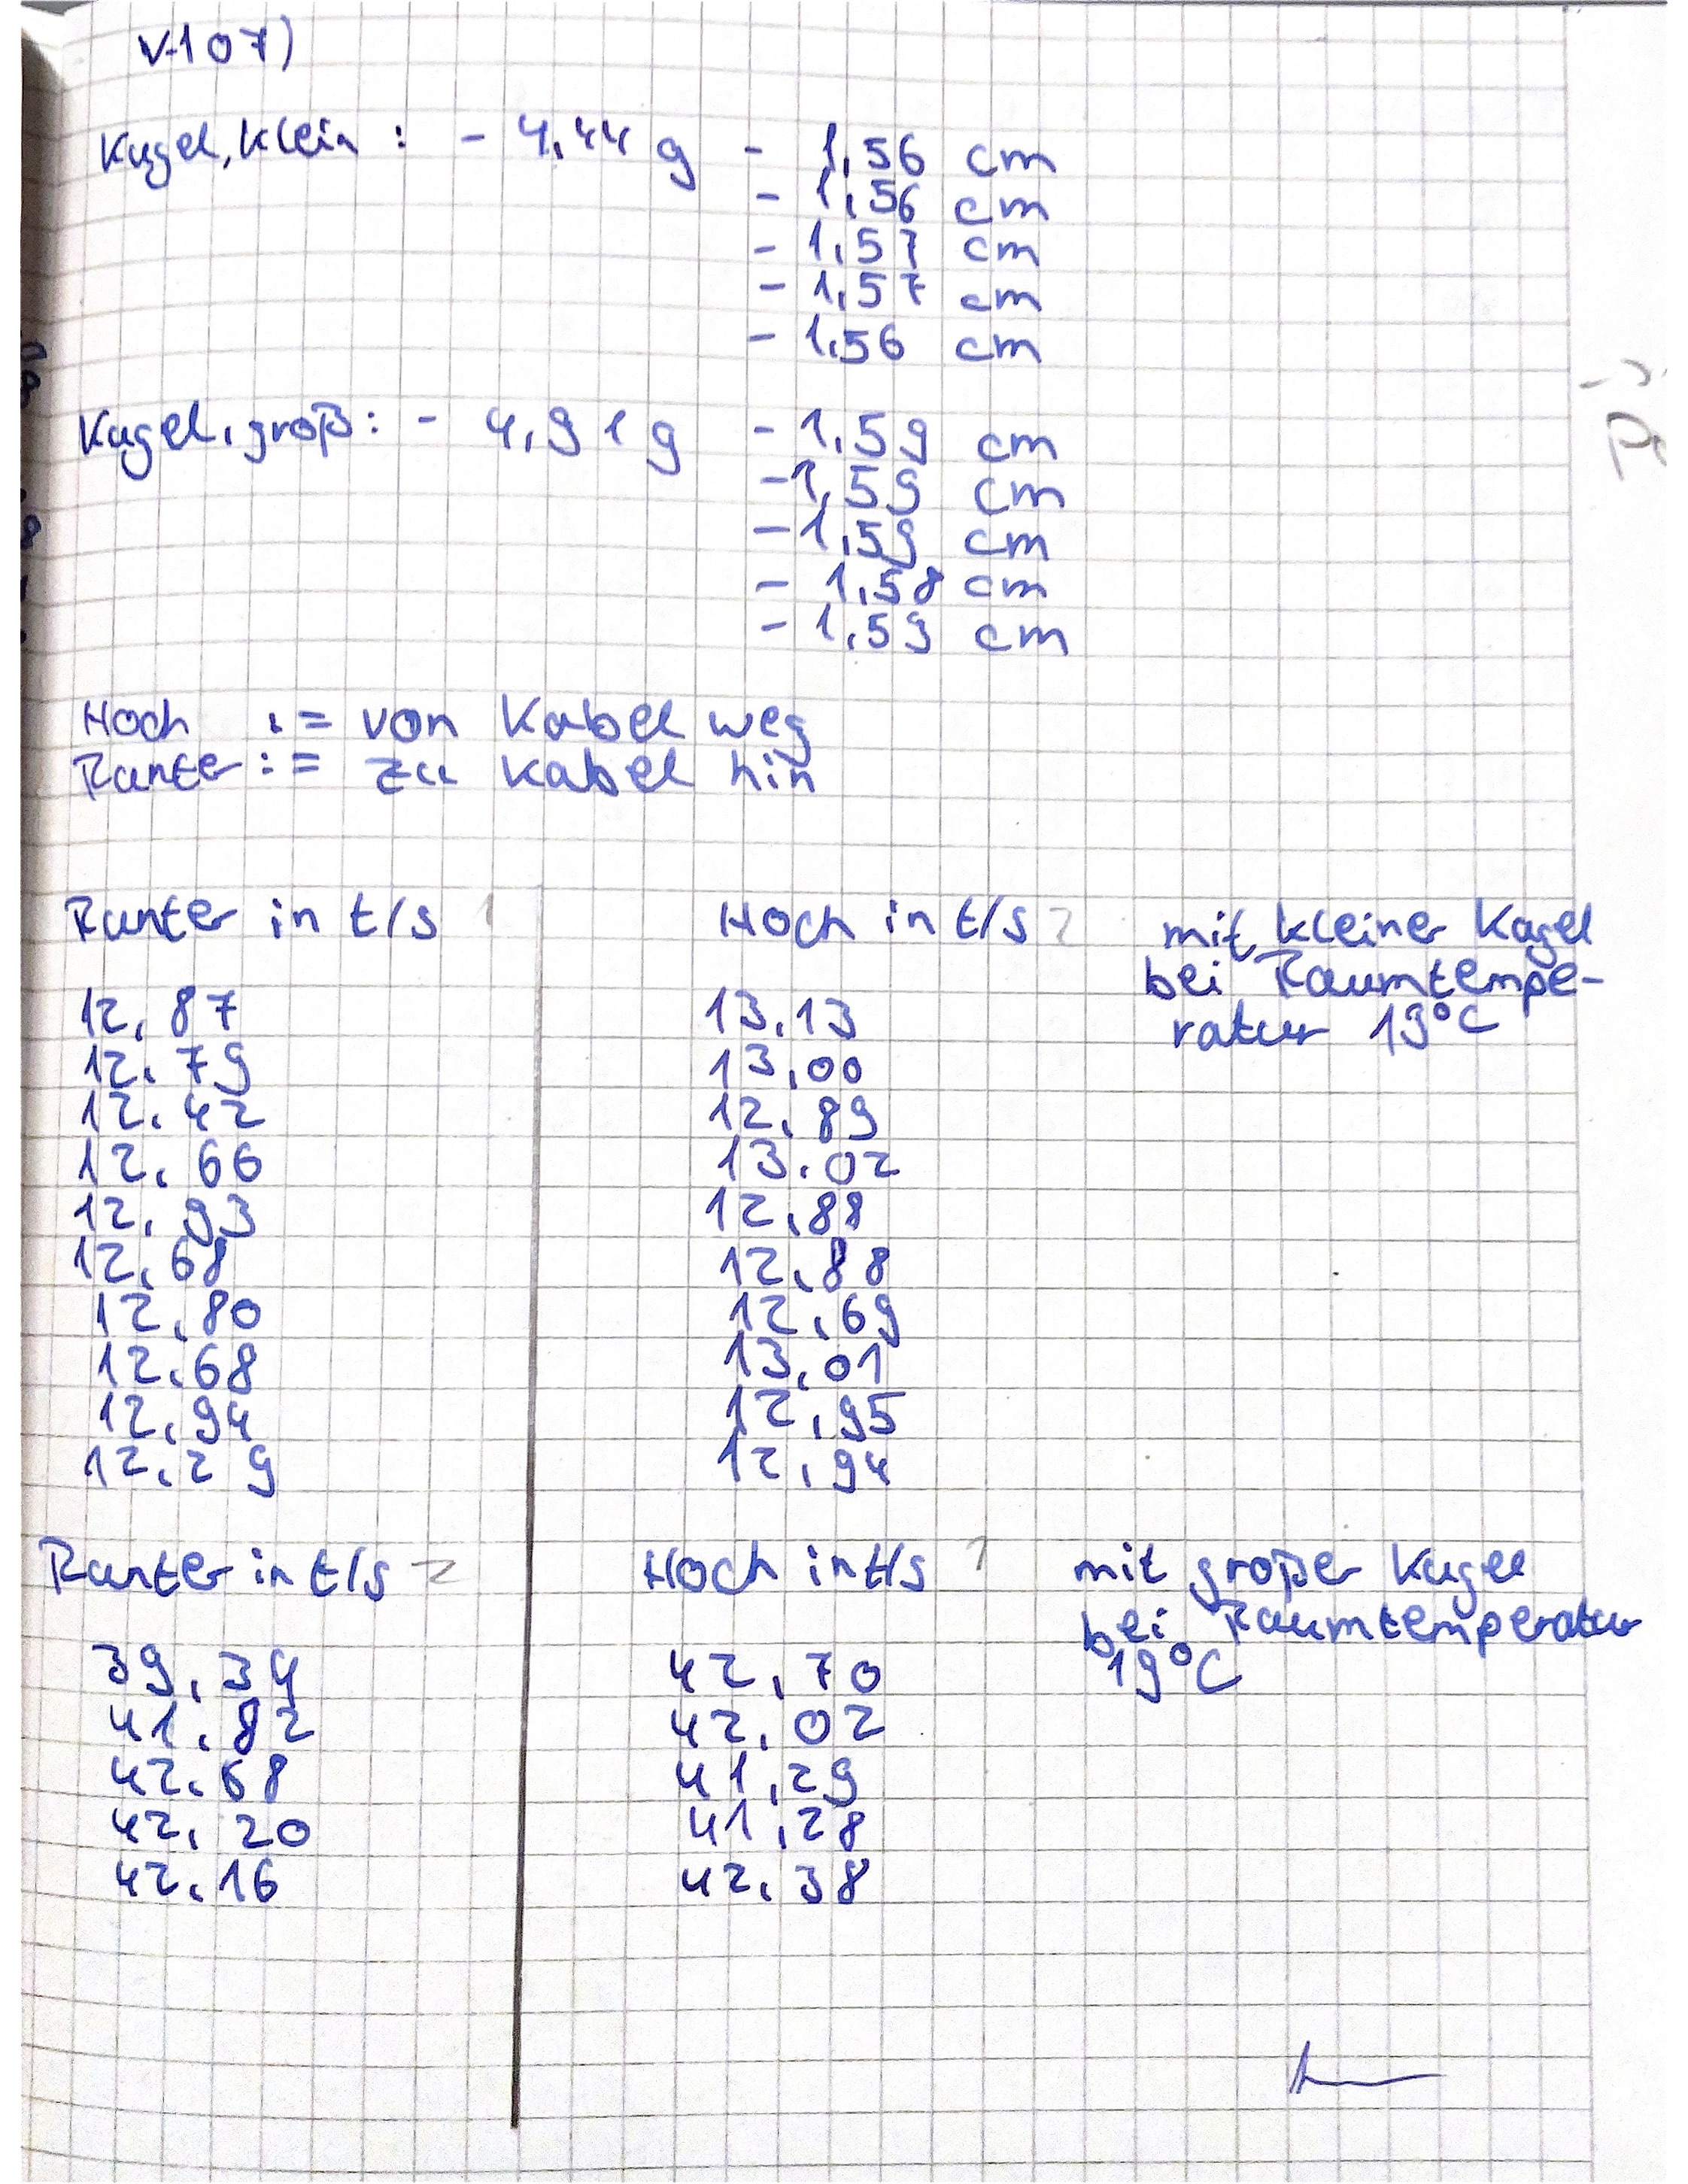 V107)
Kugel, klein : - 4,44 g - 1,56 cm
- 1,56 cm
- 1,57 cm
- 1,57 cm
- 1,56 cm
Kugel, groß: - 4,91 g - 1,59 cm
- 1,59 cm
- 1,59 cm
- 1,58 cm
- 1,59 cm
Hoch := von Kabel weg
Runter := zu Kabel hin
Runter in t/s 1 Hoch in t/s 2 mit kleiner Kugel
bei Raumtempe-
12,87 13,13 ratur 19°C
12,79 13,00
12,42 12,89
12,66 13,02
12,93 12,88
12,68 12,88
12,80 12,69
12,68 13,01
12,94 12,95
12,29 12,94
Runter in t/s 2 Hoch in t/s 1 mit großer Kugel
bei Raumtemperatur
39,34 42,70 19°C
41,82 42,02
42,68 41,29
42,20 41,28
42,16 42,38